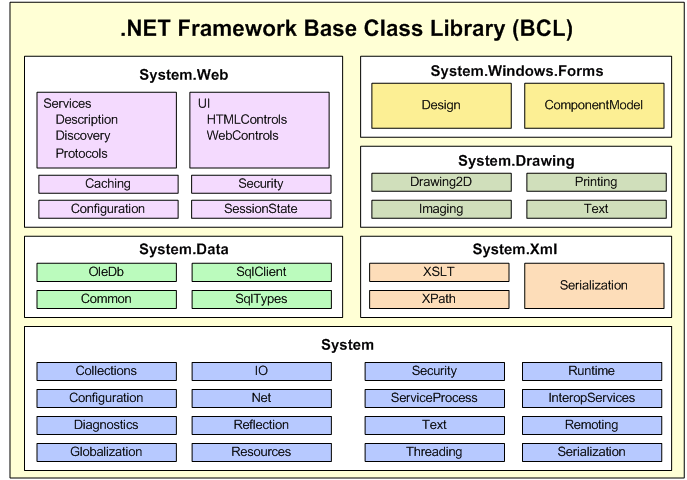 .NET Framework Base Class Library (BCL)
System.Web
Services
Description
Discovery
Protocols
UI
HTMLControls
WebControls
Caching
Security
Configuration
SessionState
System.Windows.Forms
Design
ComponentModel
System.Drawing
Drawing2D
Printing
Imaging
Text
System.Data
OleDb
SqlClient
Common
SqlTypes
System.Xml
XSLT
XPath
Serialization
System
Collections
IO
Security
Runtime
Configuration
Net
ServiceProcess
InteropServices
Diagnostics
Reflection
Text
Remoting
Globalization
Resources
Threading
Serialization